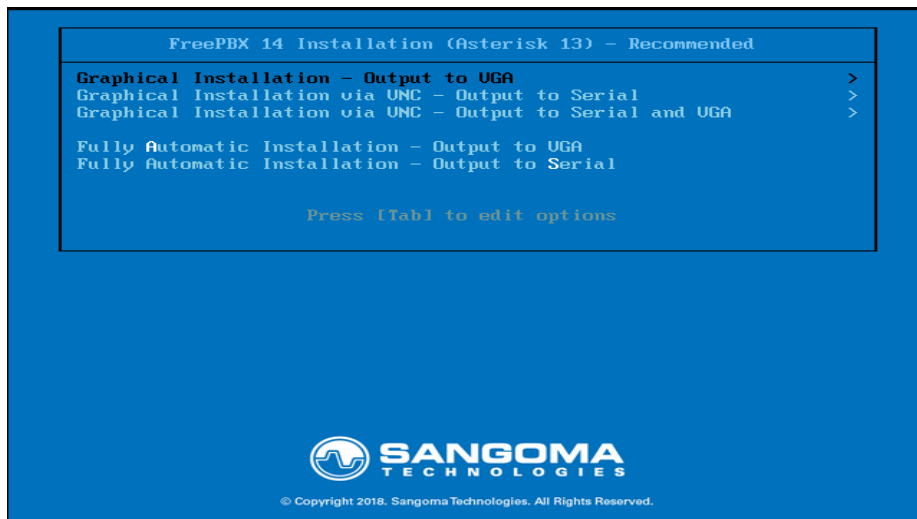 FreePBX 14 Installation (Asterisk 13) - Recommended
Graphical Installation - Output to VGA >
Graphical Installation via VNC - Output to Serial >
Graphical Installation via VNC - Output to Serial and VGA >
Fully Automatic Installation - Output to VGA
Fully Automatic Installation - Output to Serial
Press [Tab] to edit options
SANGOMA
TECHNOLOGIES
© Copyright 2018. Sangoma Technologies. All Rights Reserved.